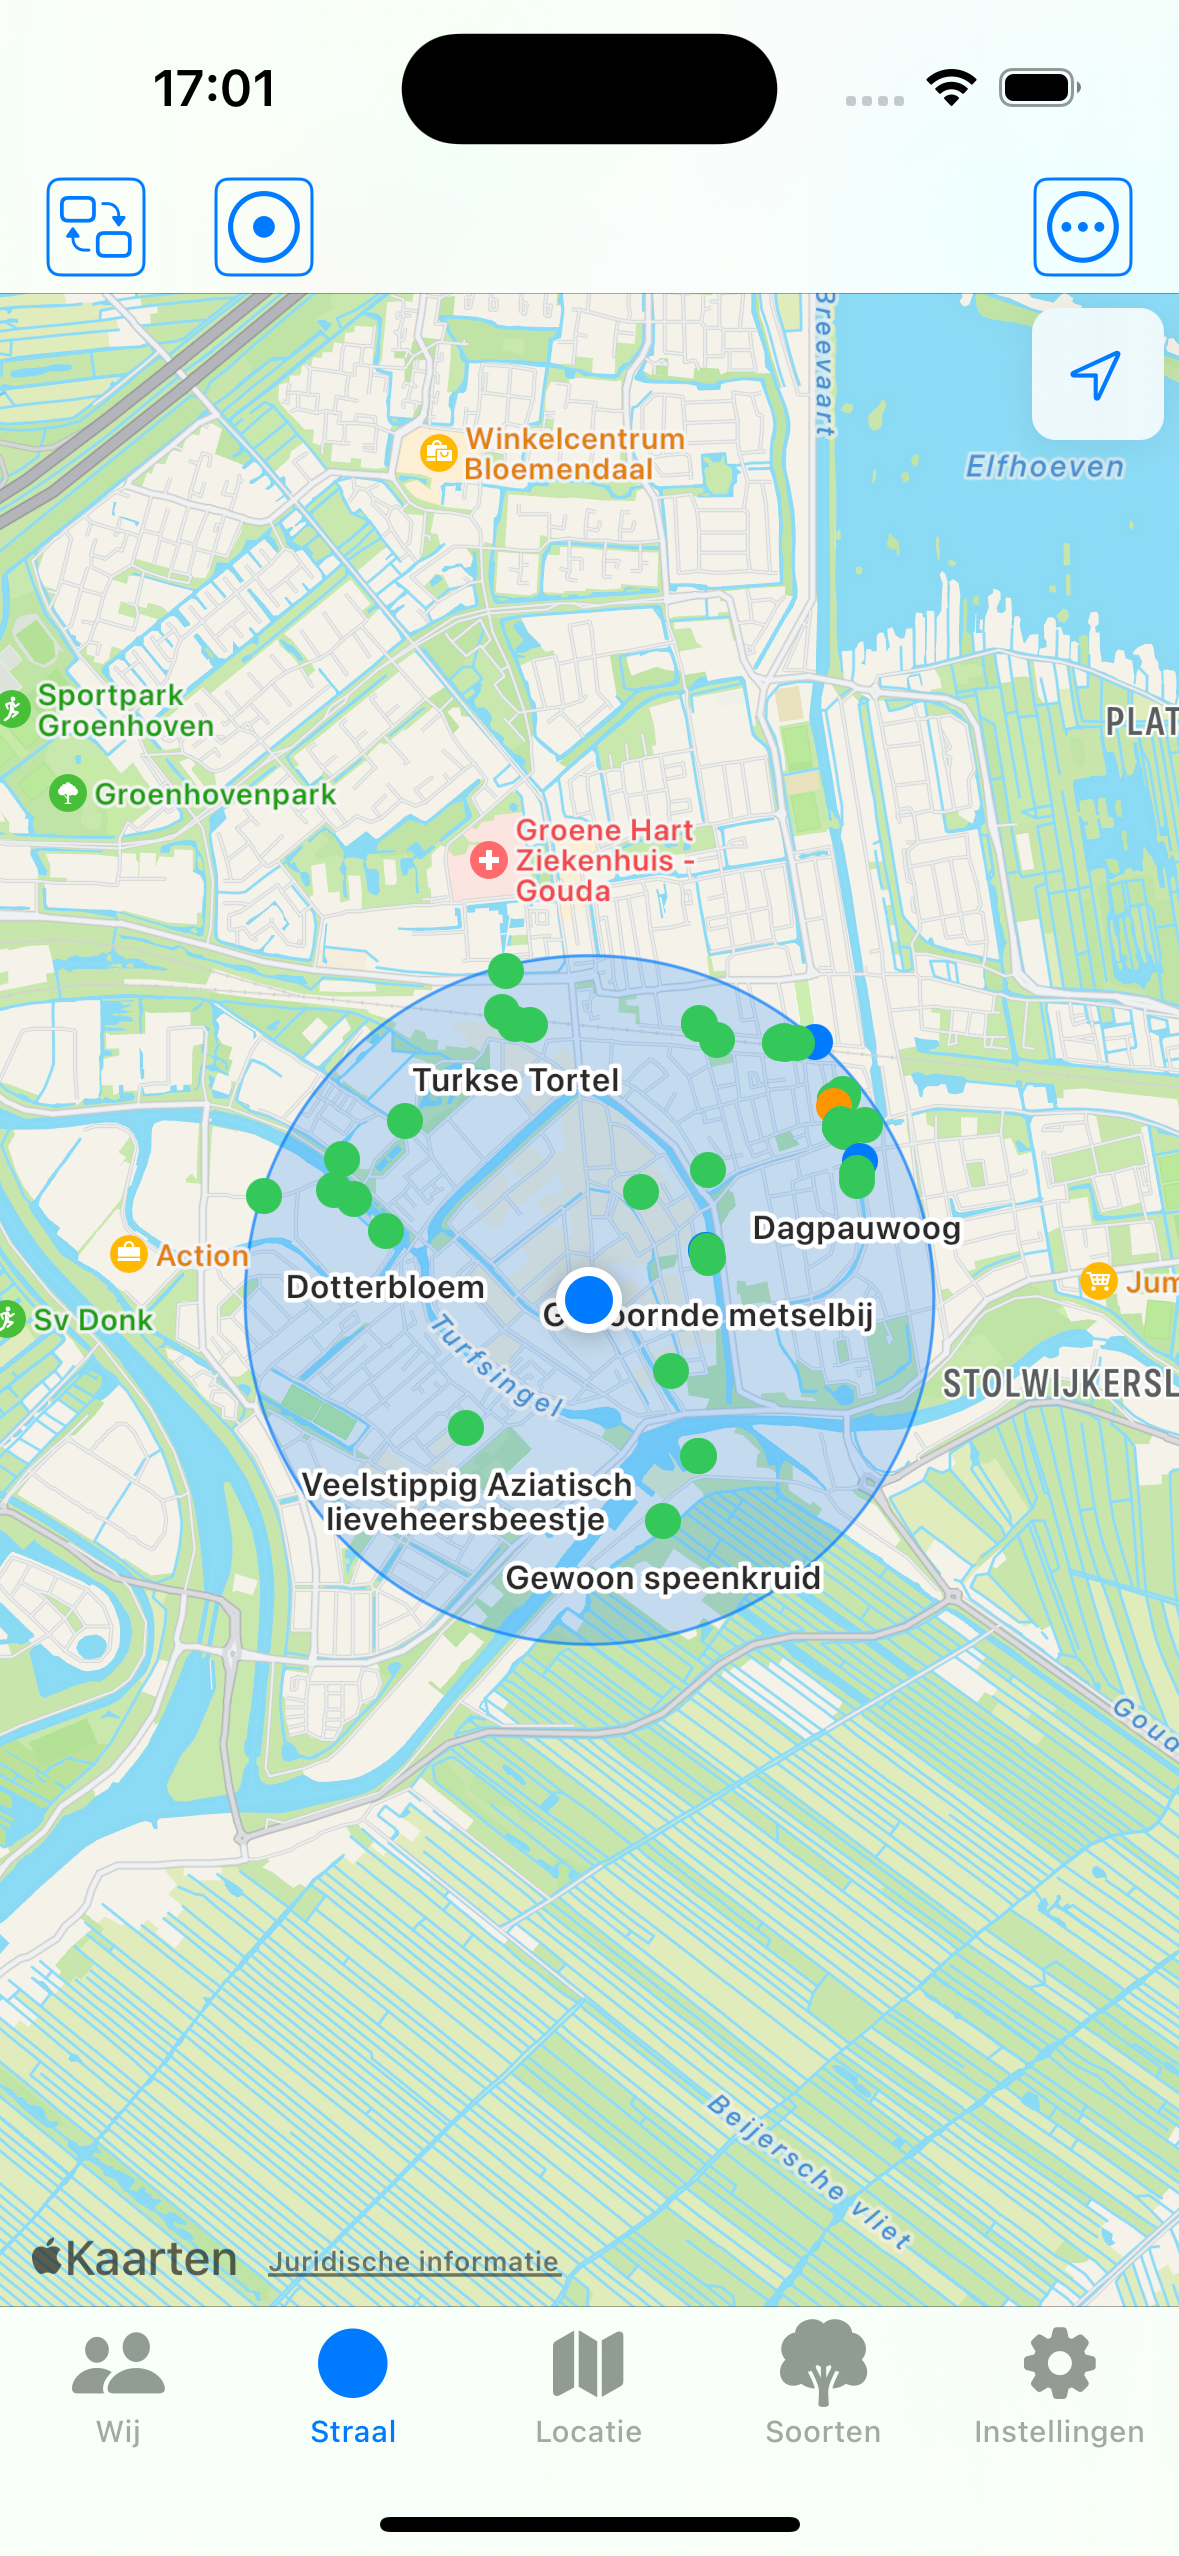 17:01
Breevaart
Winkelcentrum
Bloemendaal
Elfhoeven
Sportpark
Groenhoven
PLAT
Groenhovenpark
Groene Hart
Ziekenhuis -
Gouda
Turkse Tortel
Dagpauwoog
Action
Dotterbloem
Jum
Sv Donk
metselbij
Turfsingel
STOLWIJKERSL
Veelstippig Aziatisch
lieveheersbeestje
Gewoon speenkruid
Goud
Beijersche vliet
Kaarten
Juridische informatie
Wij
Straal
Locatie
Soorten
Instellingen